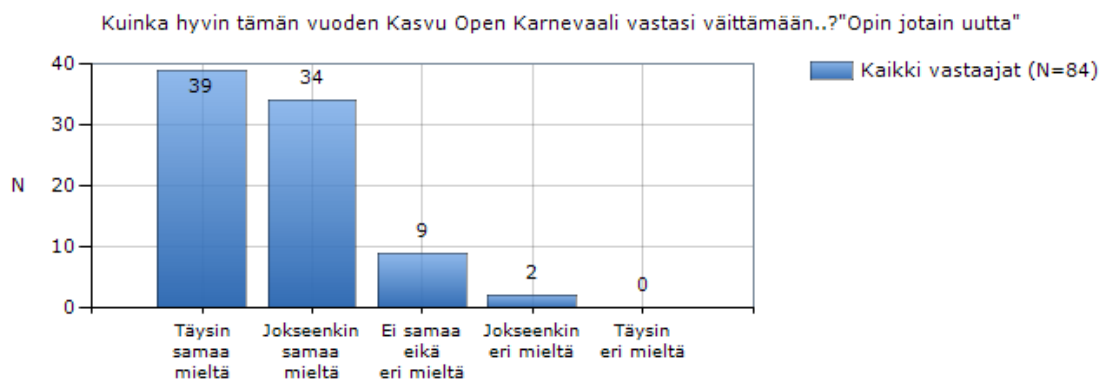 Kuinka hyvin tämän vuoden Kasvu Open Karnevaali vastasi väittämään..?"Opin jotain uutta"
Kaikki vastaajat (N=84)
N
40
30
20
10
0
39
34
9
2
0
Täysin
samaa
mieltä
Jokseenkin
samaa
mieltä
Ei samaa
eikä
eri mieltä
Jokseenkin
eri mieltä
Täysin
eri mieltä